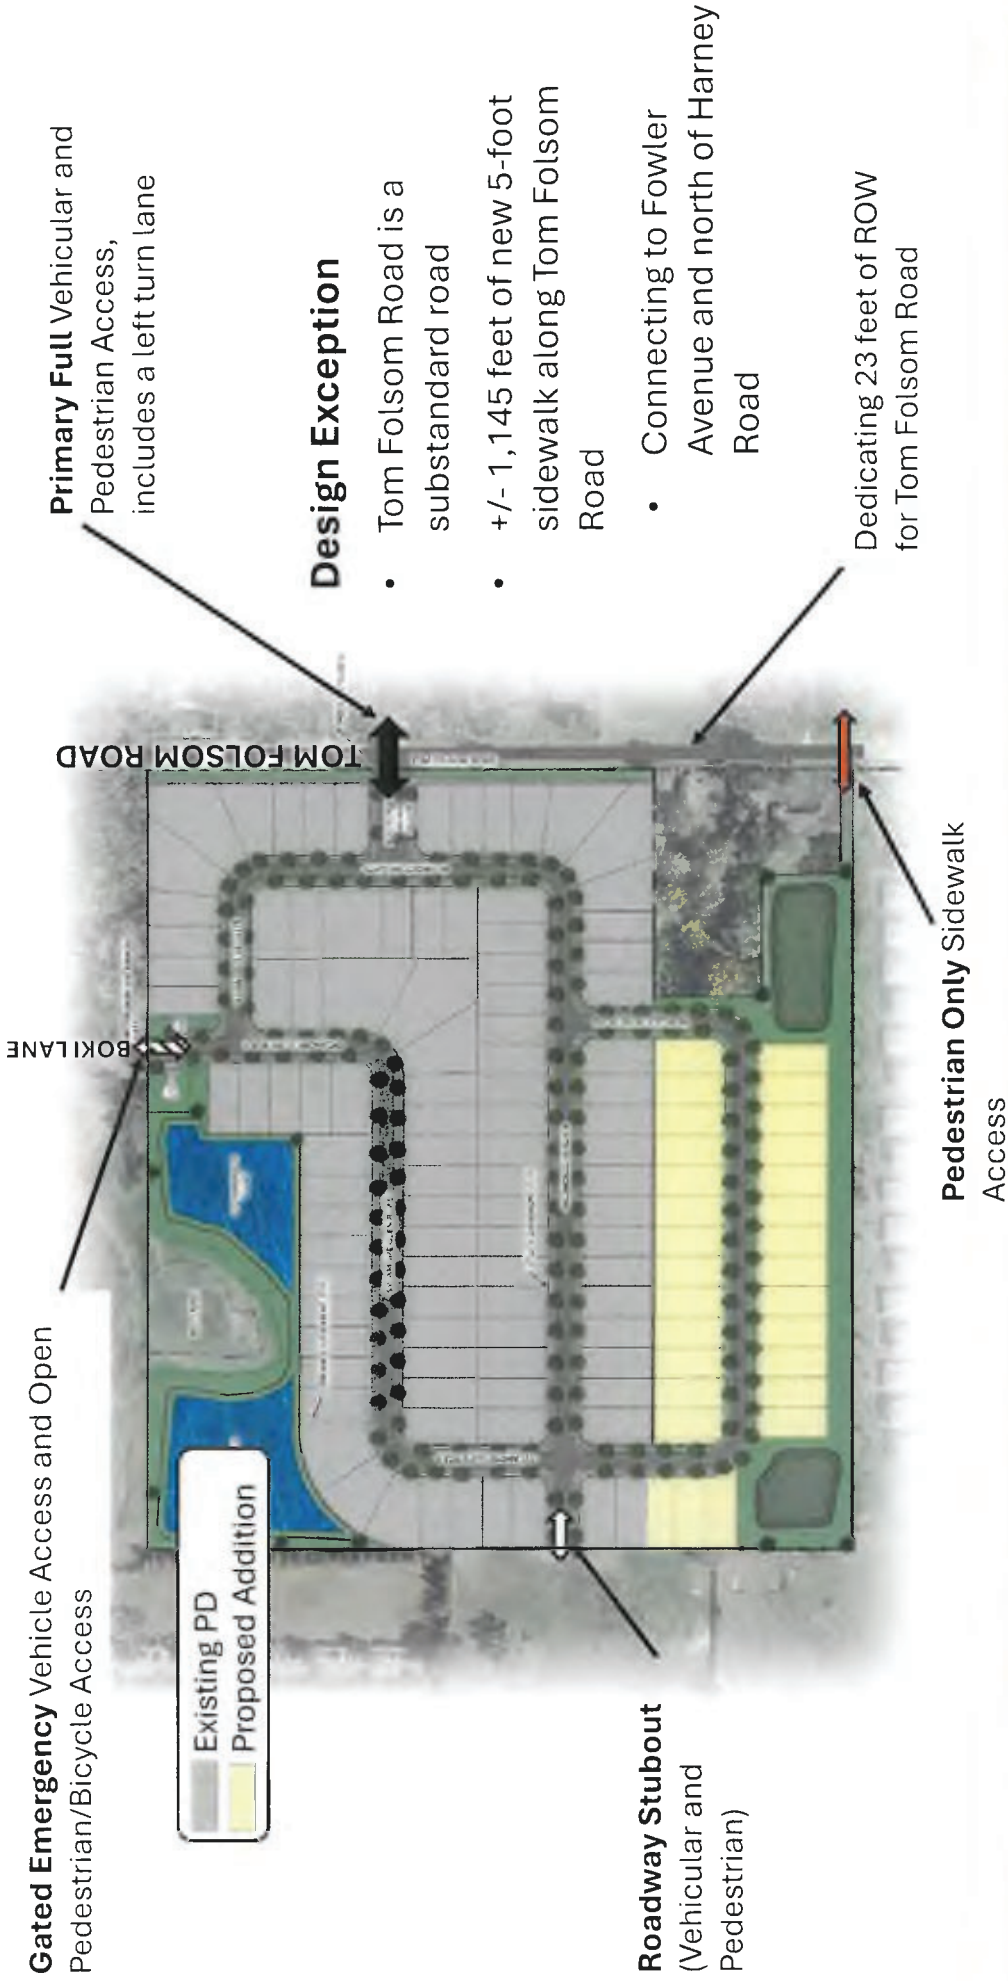 Gated Emergency Vehicle Access and Open
Pedestrian/Bicycle Access
Existing PD
Proposed Addition
Roadway Stubout
(Vehicular and
Pedestrian)
BOKI LANE
TOM FOLSOM ROAD
Primary Full Vehicular and
Pedestrian Access,
includes a left turn lane
Design Exception
• Tom Folsom Road is a
substandard road
• +/- 1,145 feet of new 5-foot
sidewalk along Tom Folsom
Road
• Connecting to Fowler
Avenue and north of Harney
Road
Dedicating 23 feet of ROW
for Tom Folsom Road
Pedestrian Only Sidewalk
Access